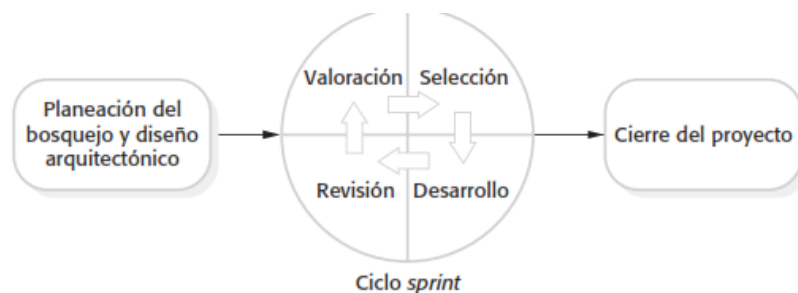 Planeación del
bosquejo y diseño
arquitectónico
Valoración
Selección
Revisión
Desarrollo
Cierre del proyecto
Ciclo sprint